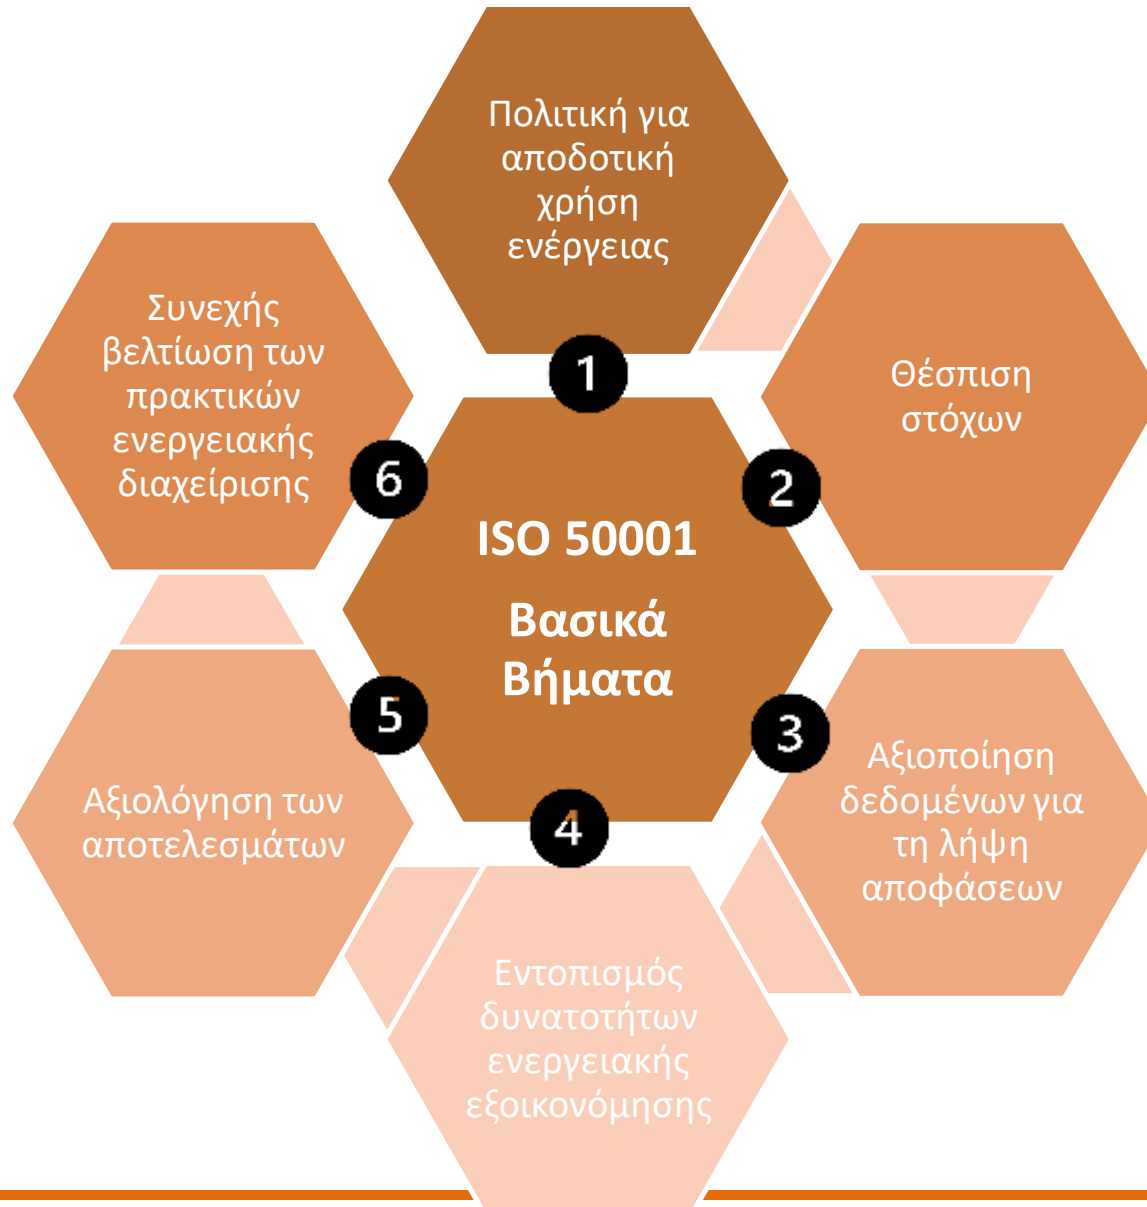 Πολιτική για
αποδοτική
χρήση
ενέργειας
1
Θέσπιση
στόχων
2
Αξιοποίηση
δεδομένων για
τη λήψη
αποφάσεων
3
Εντοπισμός
δυνατοτήτων
ενεργειακής
εξοικονόμησης
4
Αξιολόγηση των
αποτελεσμάτων
5
Συνεχής
βελτίωση των
πρακτικών
ενεργειακής
διαχείρισης
6
ISO 50001
Βασικά
Βήματα